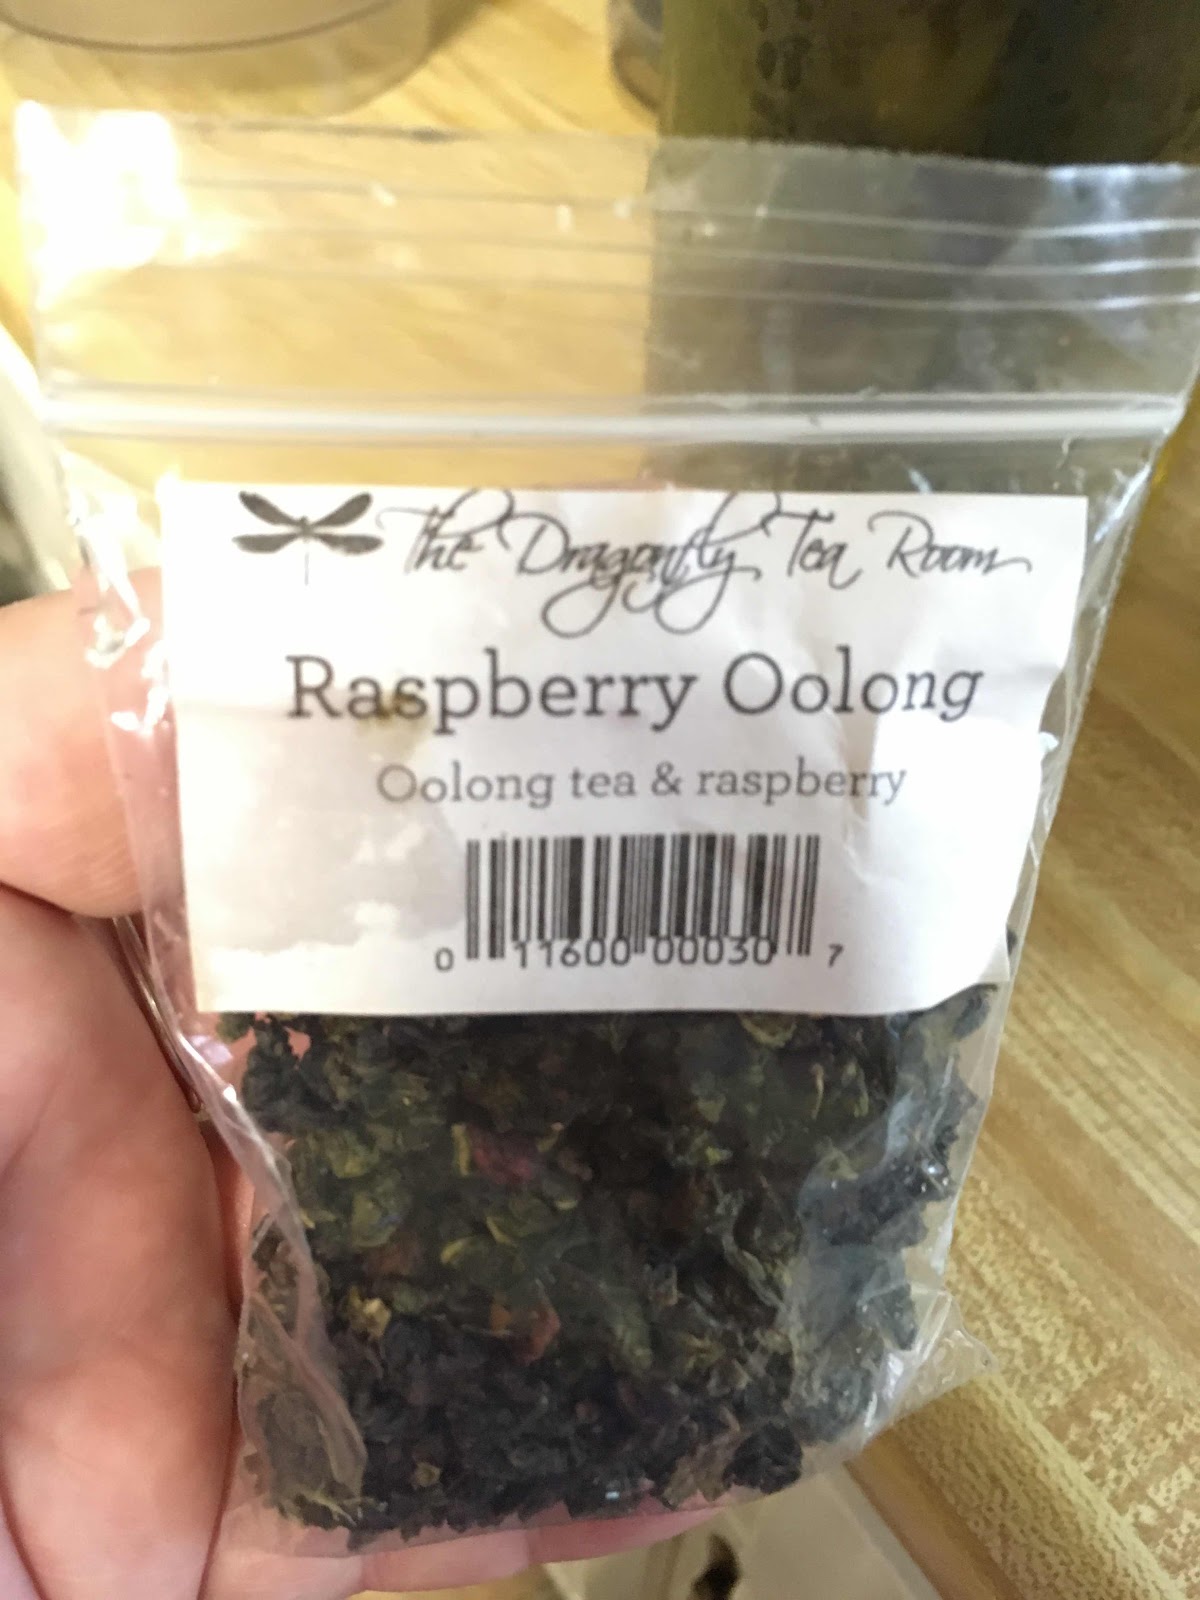 The Dragonfly Tea Room
Raspberry Oolong
Oolong tea & raspberry
0 11600 00030 7